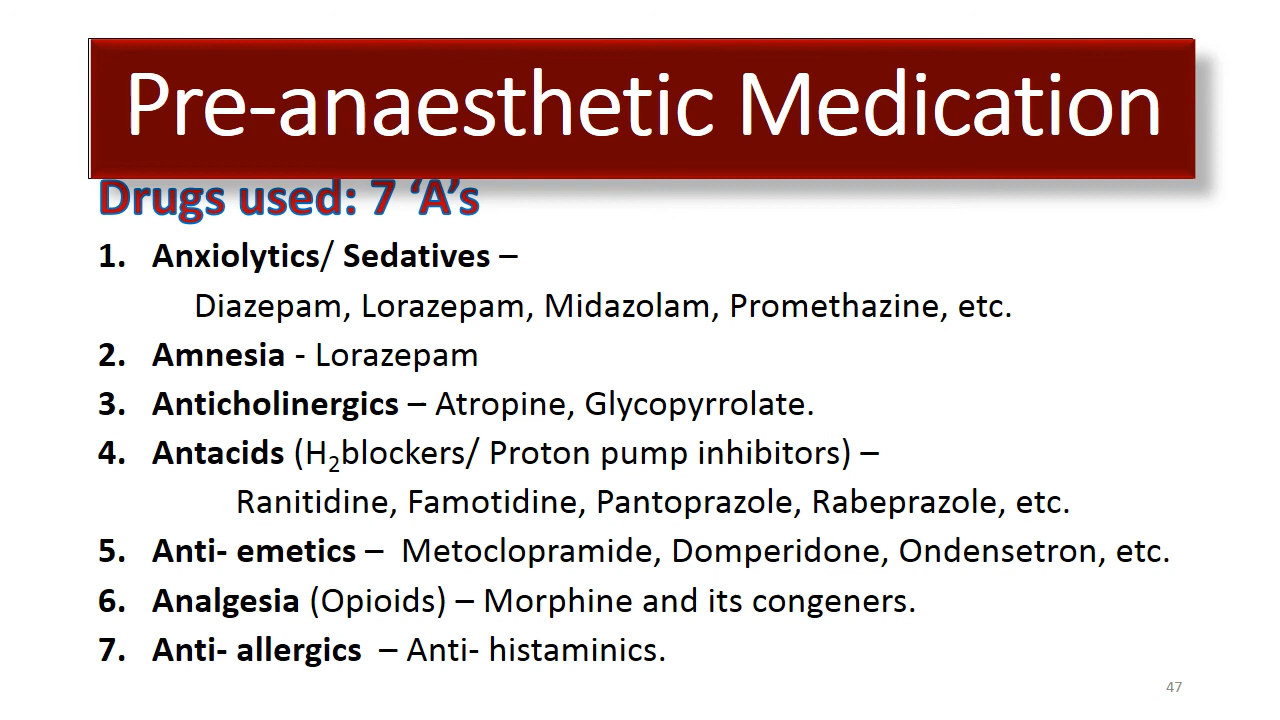 Pre-anaesthetic Medication
Drugs used: 7 ‘A’s
1. Anxiolytics/ Sedatives –
Diazepam, Lorazepam, Midazolam, Promethazine, etc.
2. Amnesia - Lorazepam
3. Anticholinergics – Atropine, Glycopyrrolate.
4. Antacids (H₂blockers/ Proton pump inhibitors) –
Ranitidine, Famotidine, Pantoprazole, Rabeprazole, etc.
5. Anti- emetics – Metoclopramide, Domperidone, Ondensetron, etc.
6. Analgesia (Opioids) – Morphine and its congeners.
7. Anti- allergics – Anti- histaminics.
47